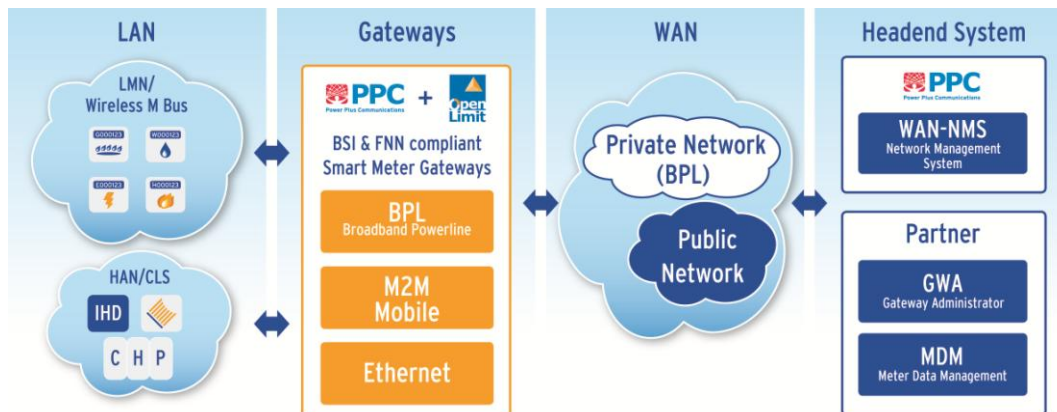 LAN
LMN/
Wireless M Bus
G000123
W000123
E000123
H000123
HAN/CLS
IHD
C H P
Gateways
PPC
Power Plus Communications
+
Open
Limit
BSI & FNN compliant
Smart Meter Gateways
BPL
Broadband Powerline
M2M
Mobile
Ethernet
WAN
Private Network
(BPL)
Public
Network
Headend System
PPC
Power Plus Communications
WAN-NMS
Network Management
System
Partner
GWA
Gateway Administrator
MDM
Meter Data Management